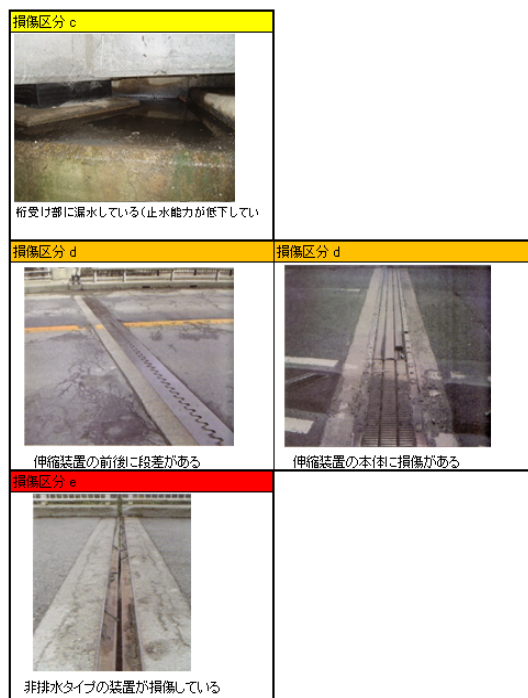 損傷区分 c
桁受け部に漏水している(止水能力が低下してい
損傷区分 d
損傷区分 d
伸縮装置の前後に段差がある
伸縮装置の本体に損傷がある
損傷区分 e
非排水タイプの装置が損傷している